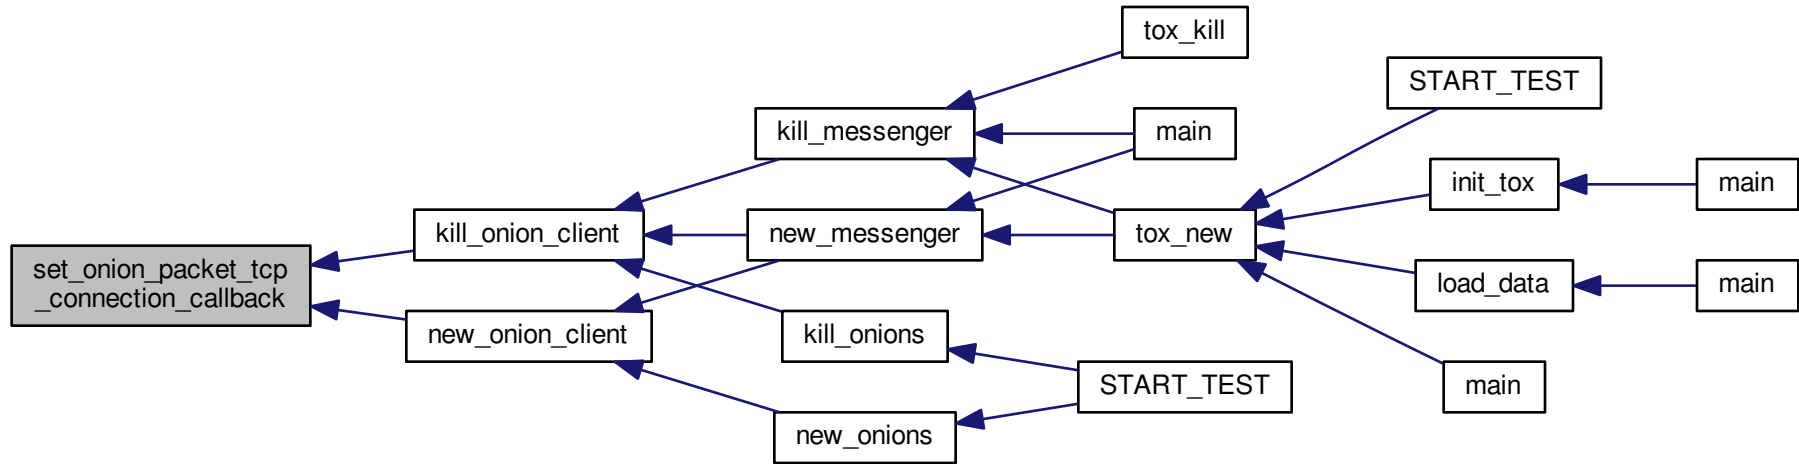 set_onion_packet_tcp
_connection_callback
kill_onion_client
new_onion_client
kill_messenger
new_messenger
kill_onions
new_onions
tox_kill
main
tox_new
START_TEST
START_TEST
init_tox
load_data
main
main
main